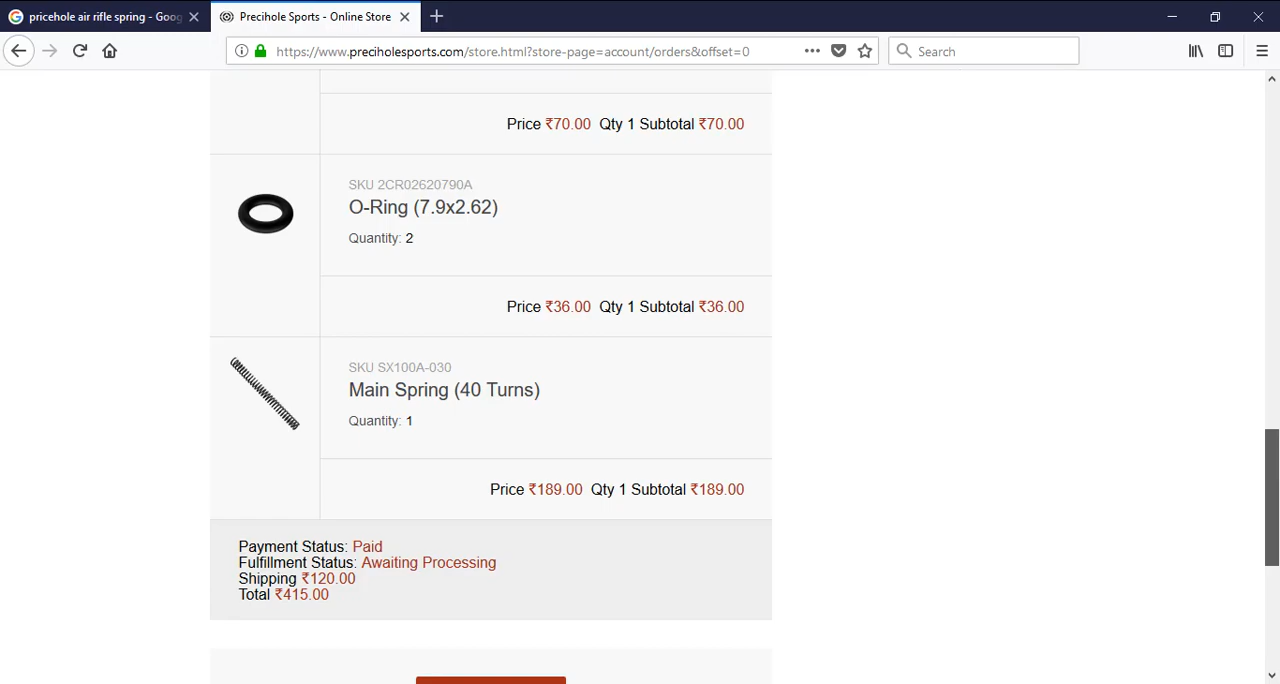 pricehole air rifle spring - Goog
Precihole Sports - Online Store
https://www.preciholesports.com/store.html?store-page=account/orders&offset=0
Search
Price ₹70.00 Qty 1 Subtotal ₹70.00
SKU 2CR02620790A
O-Ring (7.9x2.62)
Quantity: 2
Price ₹36.00 Qty 1 Subtotal ₹36.00
SKU SX100A-030
Main Spring (40 Turns)
Quantity: 1
Price ₹189.00 Qty 1 Subtotal ₹189.00
Payment Status: Paid
Fulfillment Status: Awaiting Processing
Shipping ₹120.00
Total ₹415.00